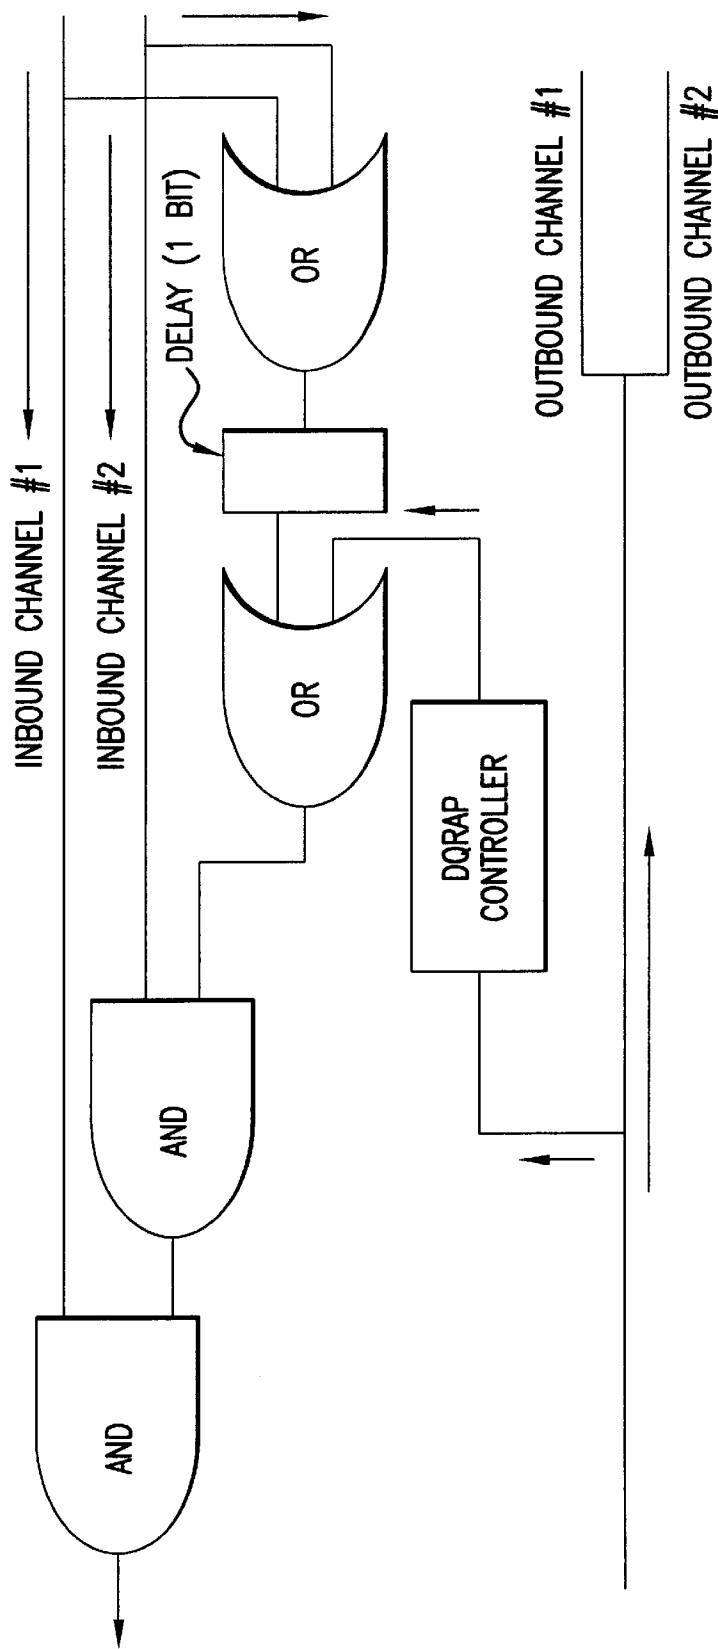 INBOUND CHANNEL #1
INBOUND CHANNEL #2
DELAY (1 BIT)
AND
AND
OR
OR
DQRAP
CONTROLLER
OUTBOUND CHANNEL #1
OUTBOUND CHANNEL #2